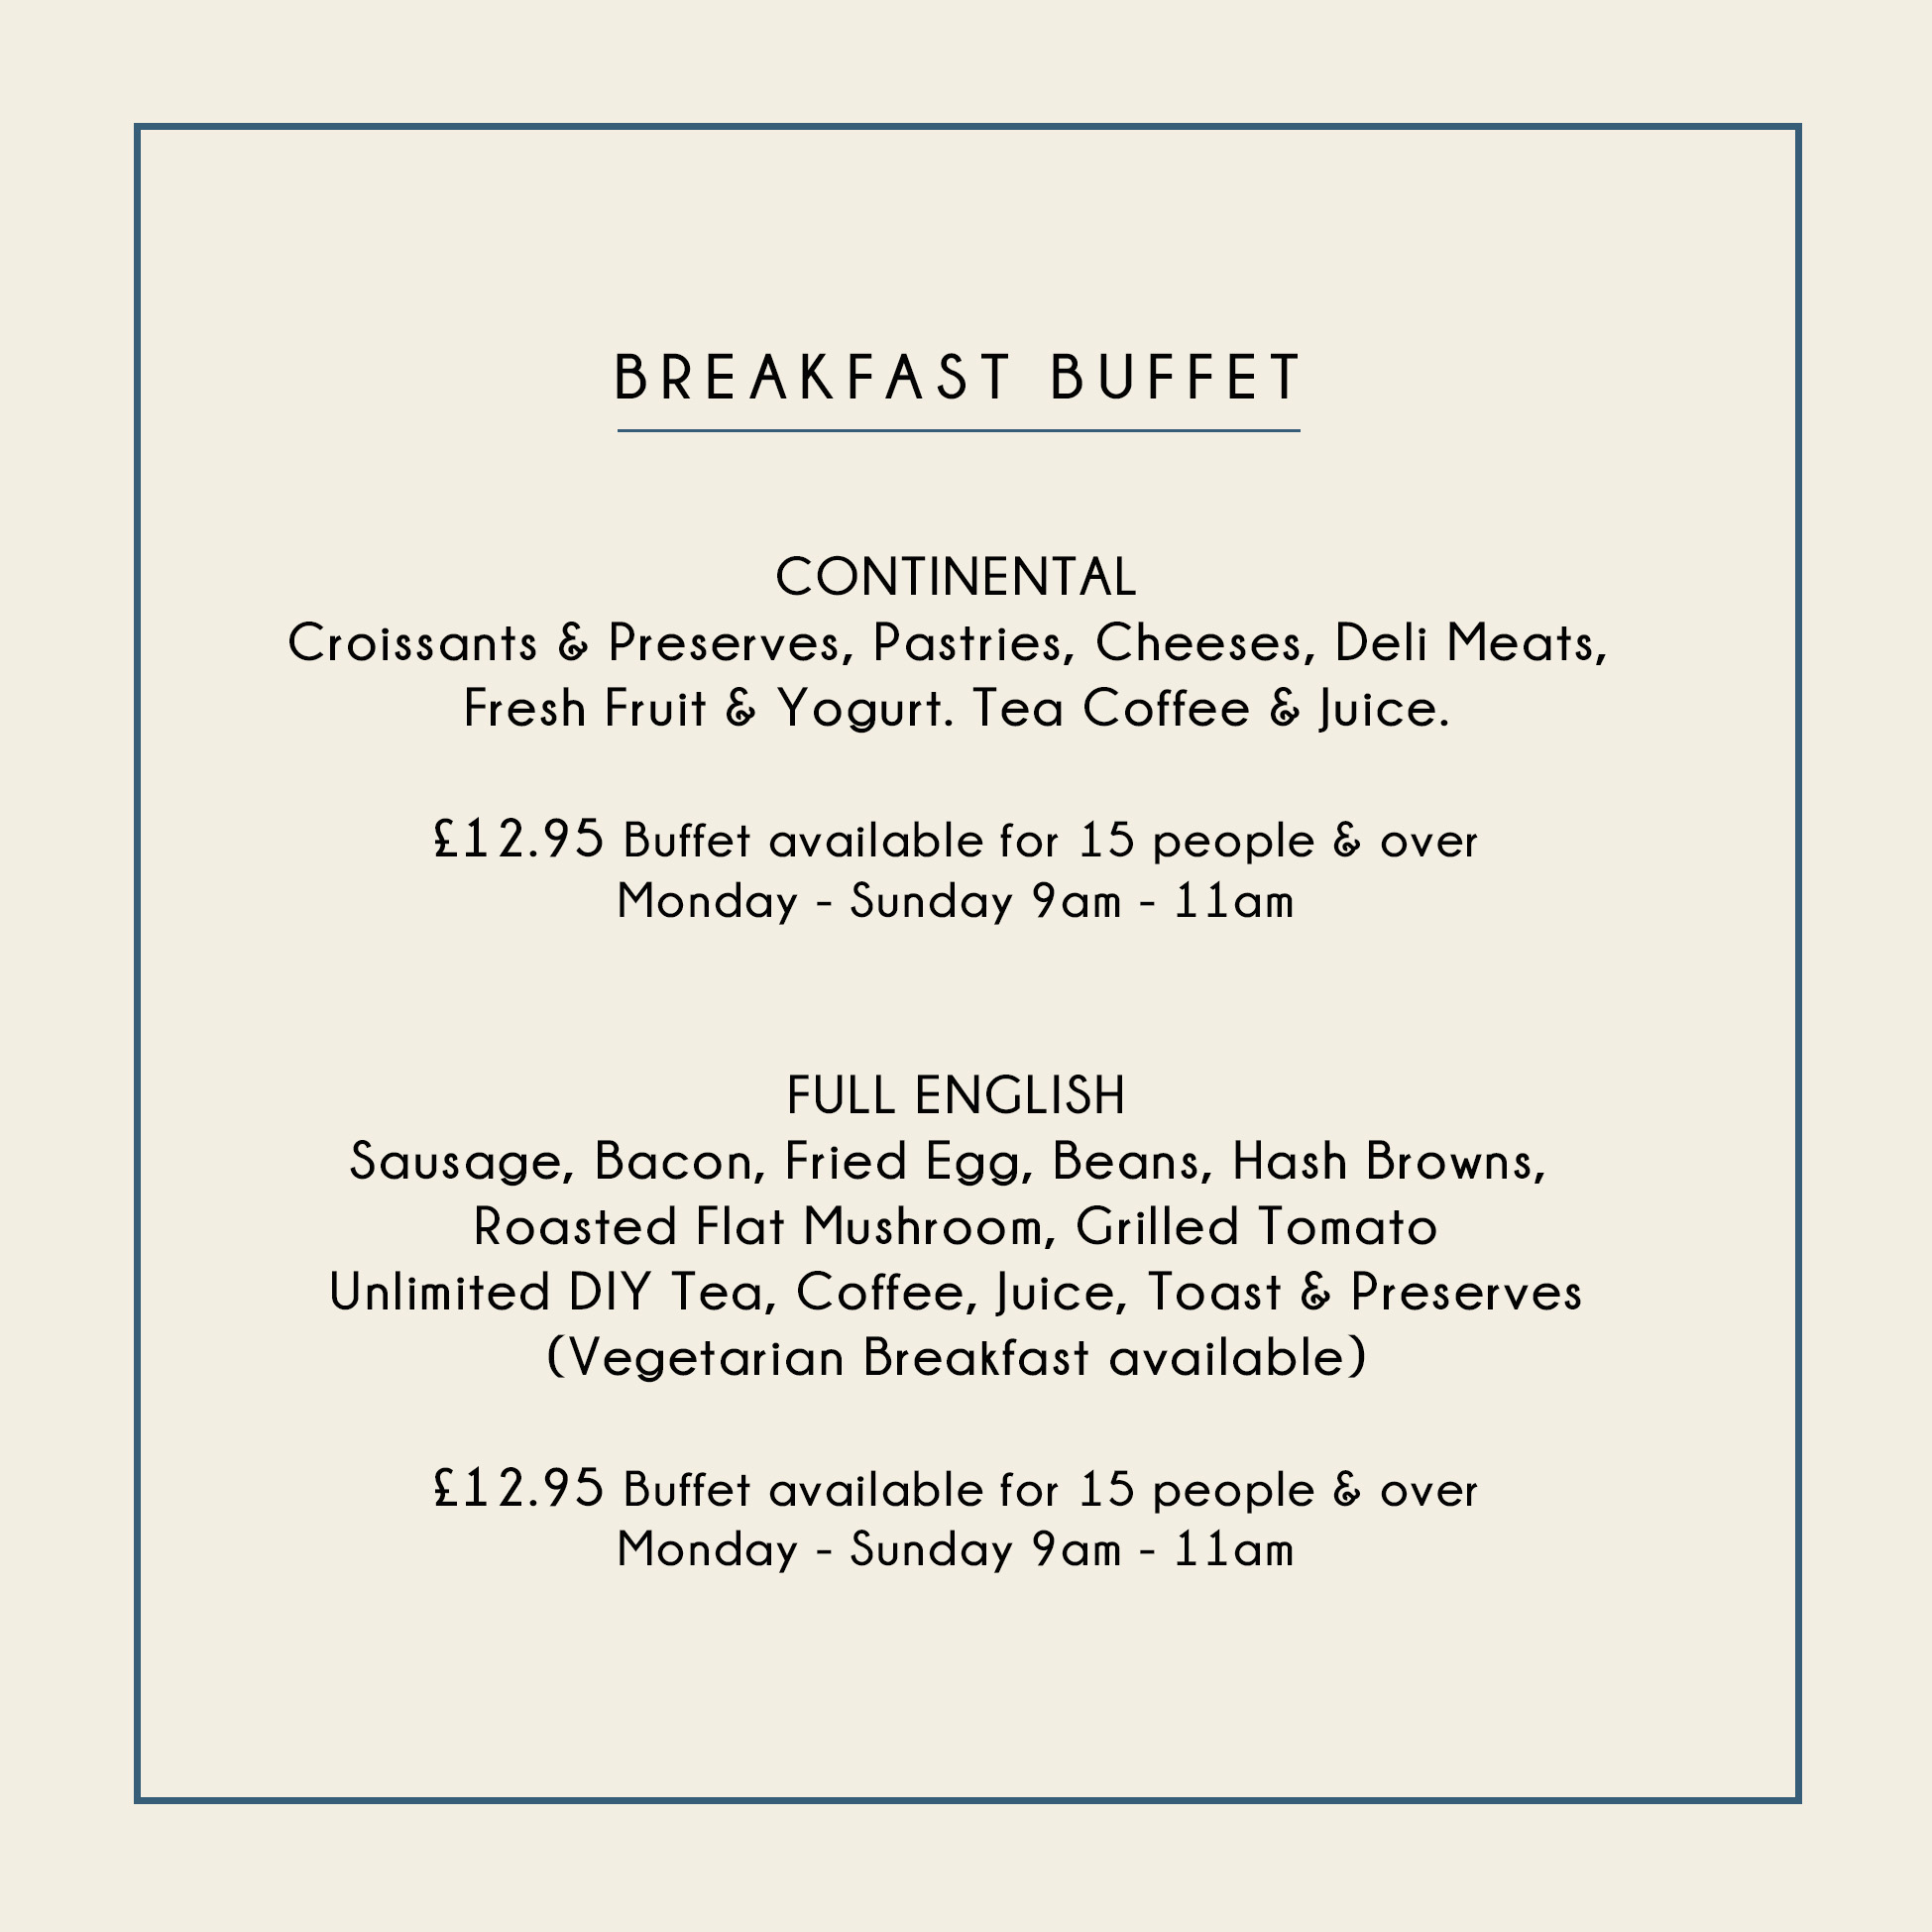 BREAKFAST BUFFET
CONTINENTAL
Croissants & Preserves, Pastries, Cheeses, Deli Meats,
Fresh Fruit & Yogurt. Tea Coffee & Juice.
£12.95 Buffet available for 15 people & over
Monday - Sunday 9am - 11am
FULL ENGLISH
Sausage, Bacon, Fried Egg, Beans, Hash Browns,
Roasted Flat Mushroom, Grilled Tomato
Unlimited DIY Tea, Coffee, Juice, Toast & Preserves
(Vegetarian Breakfast available)
£12.95 Buffet available for 15 people & over
Monday - Sunday 9am - 11am